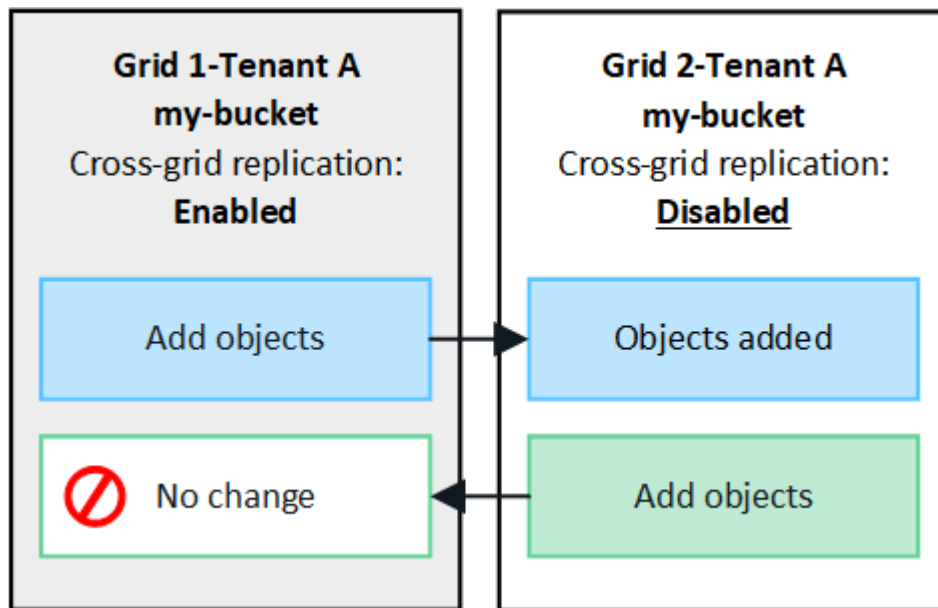 Grid 1-Tenant A
my-bucket
Cross-grid replication:
Enabled
Add objects
No change
Grid 2-Tenant A
my-bucket
Cross-grid replication:
Disabled
Objects added
Add objects